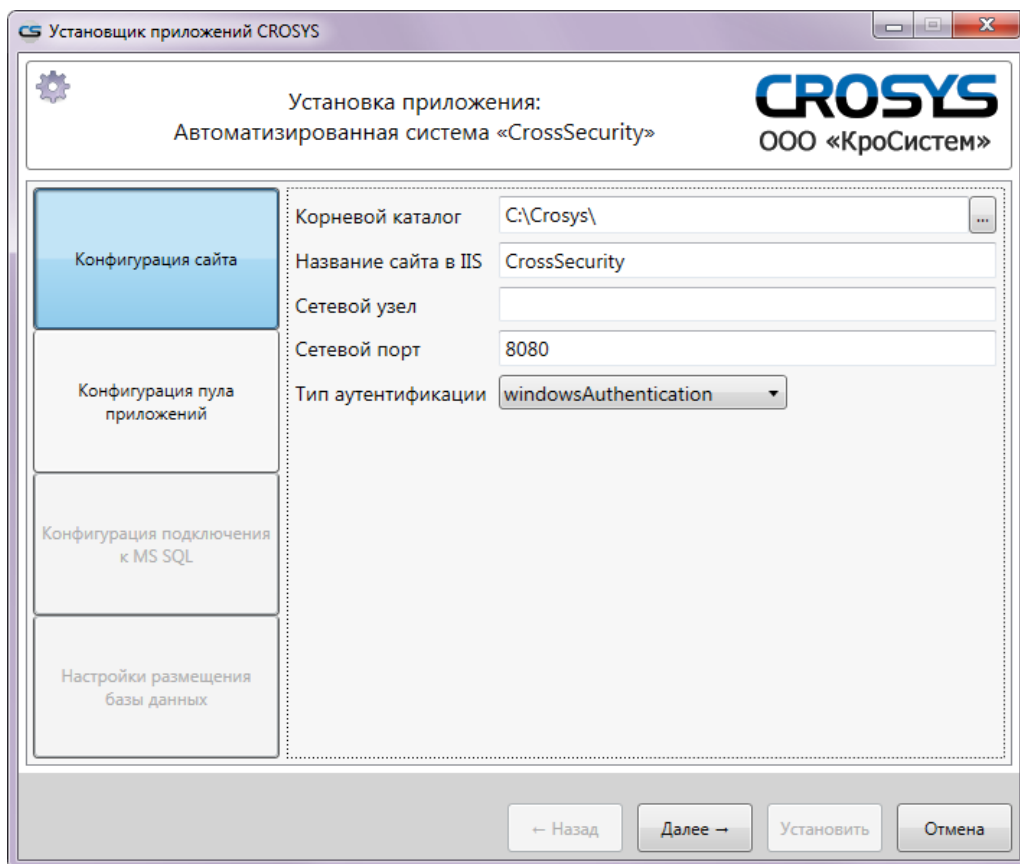 CS Установщик приложений CROSYS
Установка приложения:
Автоматизированная система «CrossSecurity»
CROSYS
ООО «КроСистем»
Конфигурация сайта
Конфигурация пула
приложений
Конфигурация подключения
к MS SQL
Настройки размещения
базы данных
Корневой каталог C:\Crosys\ ...
Название сайта в IIS CrossSecurity
Сетевой узел
Сетевой порт 8080
Тип аутентификации windowsAuthentication
← Назад Далее → Установить Отмена